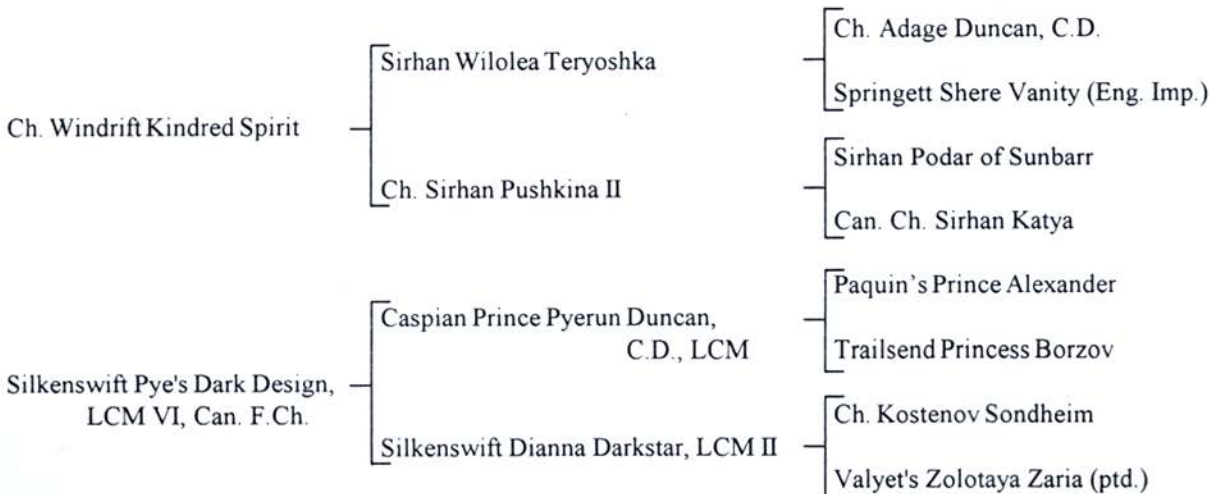 Ch. Adage Duncan, C.D.
Sirhan Wilolea Teryoshka
Springett Shere Vanity (Eng. Imp.)
Ch. Windrift Kindred Spirit
Sirhan Podar of Sunbarr
Ch. Sirhan Pushkina II
Can. Ch. Sirhan Katya
Paquin's Prince Alexander
Caspian Prince Pyerun Duncan,
C.D., LCM
Trailsend Princess Borzov
Silkenswift Pye's Dark Design,
LCM VI, Can. F.Ch.
Ch. Kostenov Sondheim
Silkenswift Dianna Darkstar, LCM II
Valyet's Zolotaya Zaria (ptd.)